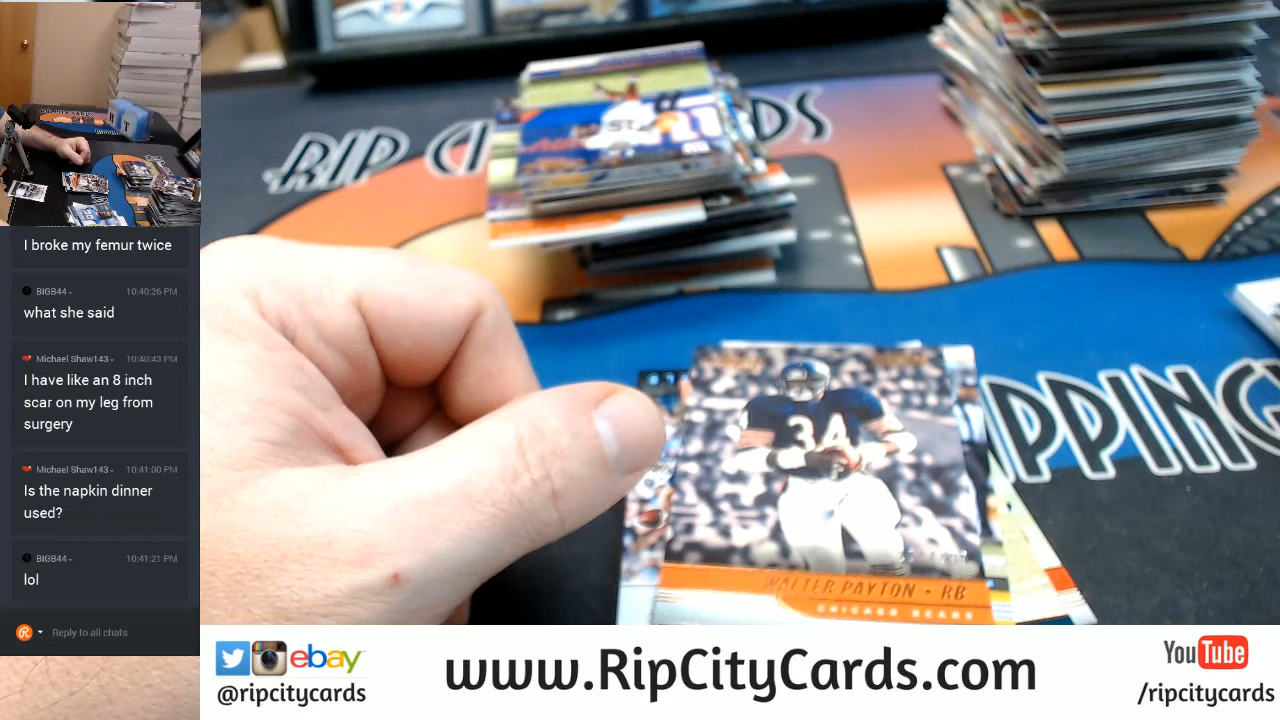 I broke my femur twice
BIGB44
10:40:26 PM
what she said
Michael Shaw143
10:40:43 PM
I have like an 8 inch
scar on my leg from
surgery
Michael Shaw143
10:41:00 PM
Is the napkin dinner
used?
BIGB44
10:41:21 PM
lol
Reply to all chats
RIP
CARDS
34
WALTER PAYTON • RB
CHICAGO BEARS
ebay
@ripcitycards
www.RipCityCards.com
YouTube
/ripcitycards